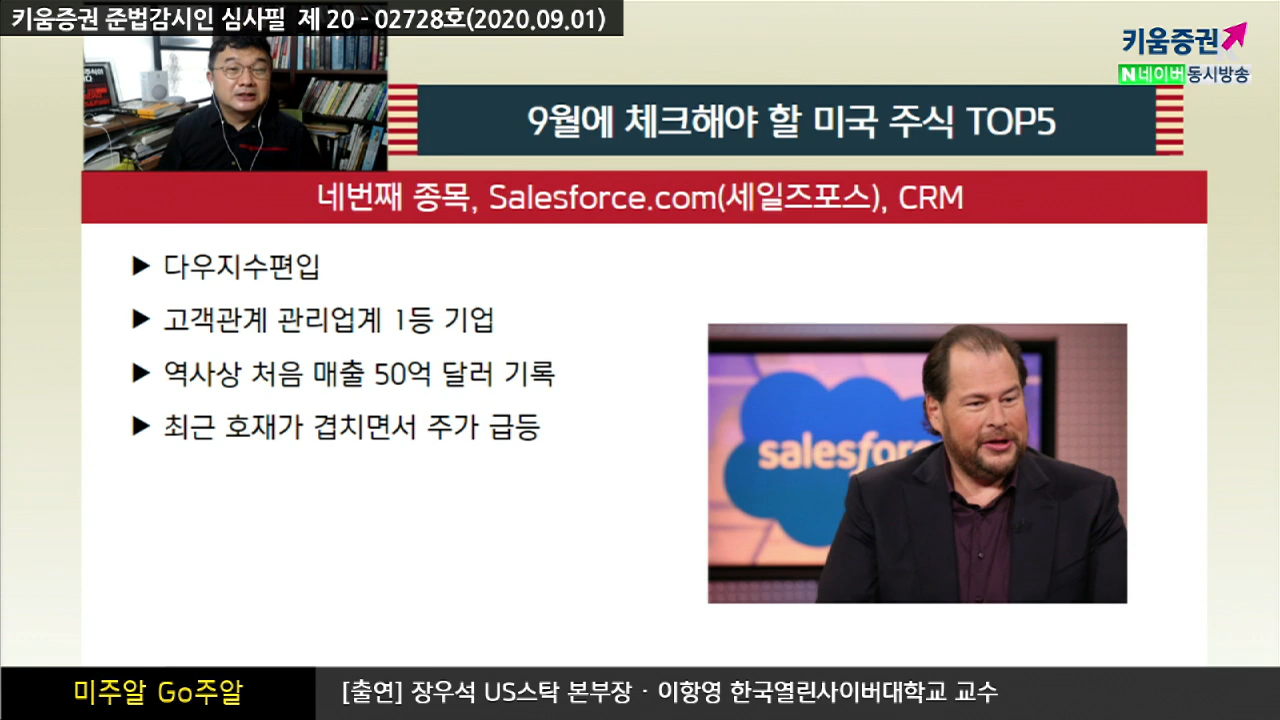 키움증권 준법감시인 심사필 제 20 - 02728호(2020.09.01)
키움증권
N 네이버 동시방송
9월에 체크해야 할 미국 주식 TOP5
네번째 종목, Salesforce.com(세일즈포스), CRM
▶ 다우지수편입
▶ 고객관계 관리업계 1등 기업
▶ 역사상 처음 매출 50억 달러 기록
▶ 최근 호재가 겹치면서 주가 급등
salesfor
미주알 Go주알
[출연] 장우석 US스탁 본부장 · 이항영 한국열린사이버대학교 교수